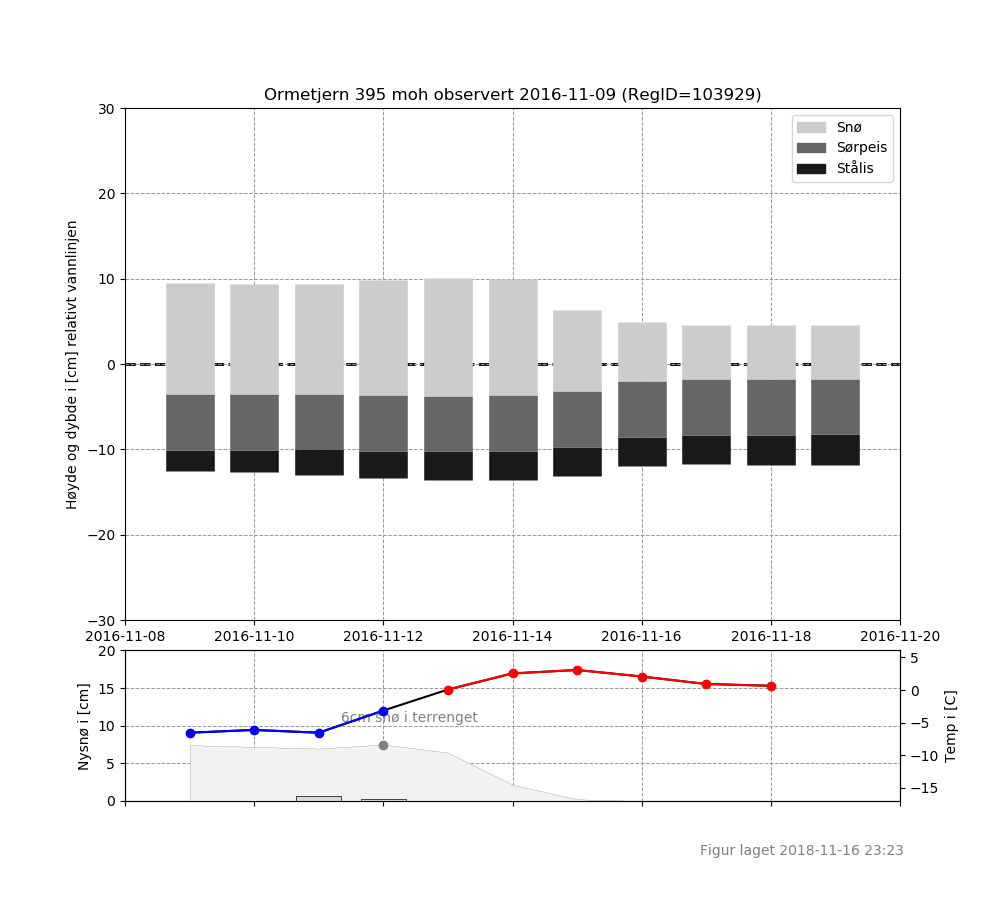 Ormetjern 395 moh observert 2016-11-09 (RegID=103929)
Snø
Sørpeis
Stålis
Høyde og dybde i [cm] relativt vannlinjen
30
20
10
0
−10
−20
−30
2016-11-08 2016-11-10 2016-11-12 2016-11-14 2016-11-16 2016-11-18 2016-11-20
Nysnø i [cm]
20
15
10
5
0
6cm snø i terrenget
5
0
−5
−10
−15
Temp i [C]
Figur laget 2018-11-16 23:23